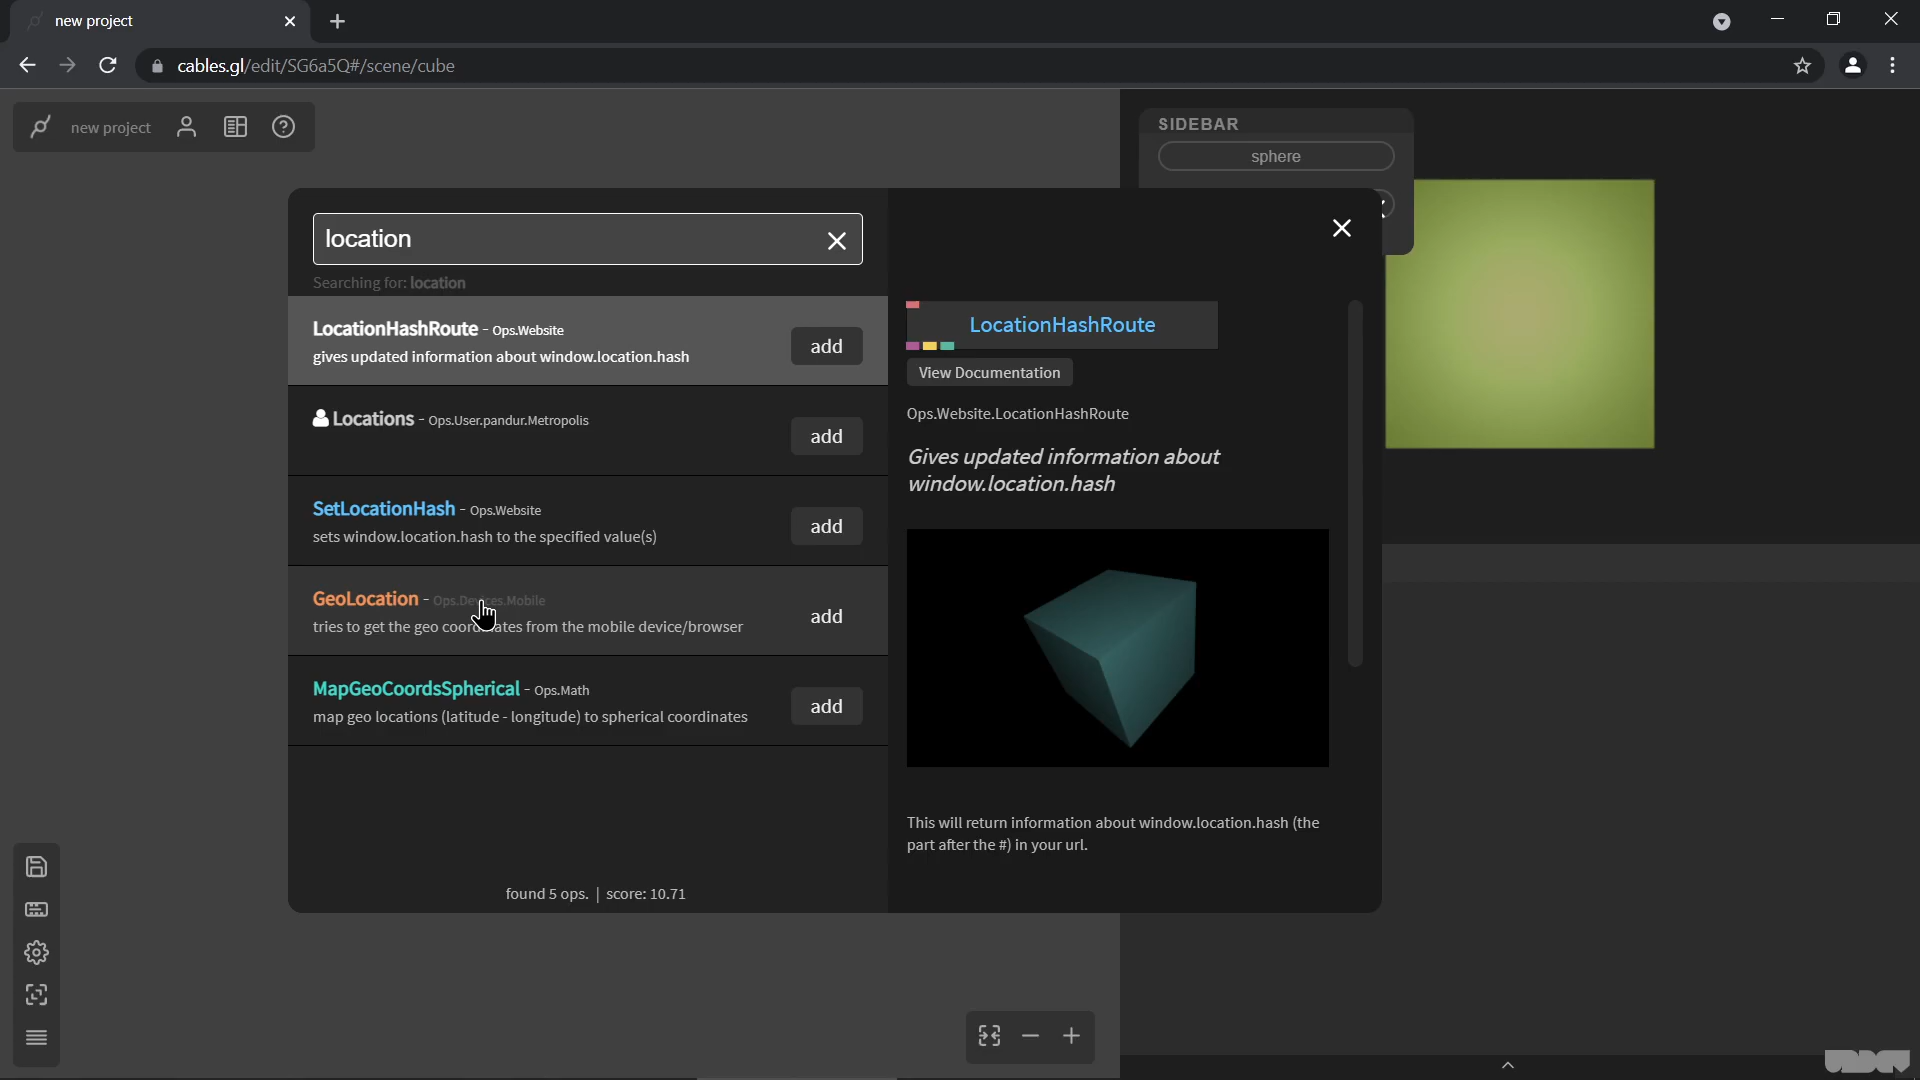 new project
cables.gl/edit/SG6a5Q#/scene/cube
new project
SIDEBAR
sphere
location
Searching for: location
LocationHashRoute - Ops.Website
gives updated information about window.location.hash
add
Locations - Ops.User.pandur.Metropolis
add
SetLocationHash - Ops.Website
sets window.location.hash to the specified value(s)
add
GeoLocation - Ops.Devices.Mobile
tries to get the geo coordinates from the mobile device/browser
add
MapGeoCoordsSpherical - Ops.Math
map geo locations (latitude - longitude) to spherical coordinates
add
found 5 ops. | score: 10.71
LocationHashRoute
View Documentation
Ops.Website.LocationHashRoute
Gives updated information about
window.location.hash
This will return information about window.location.hash (the
part after the #) in your url.